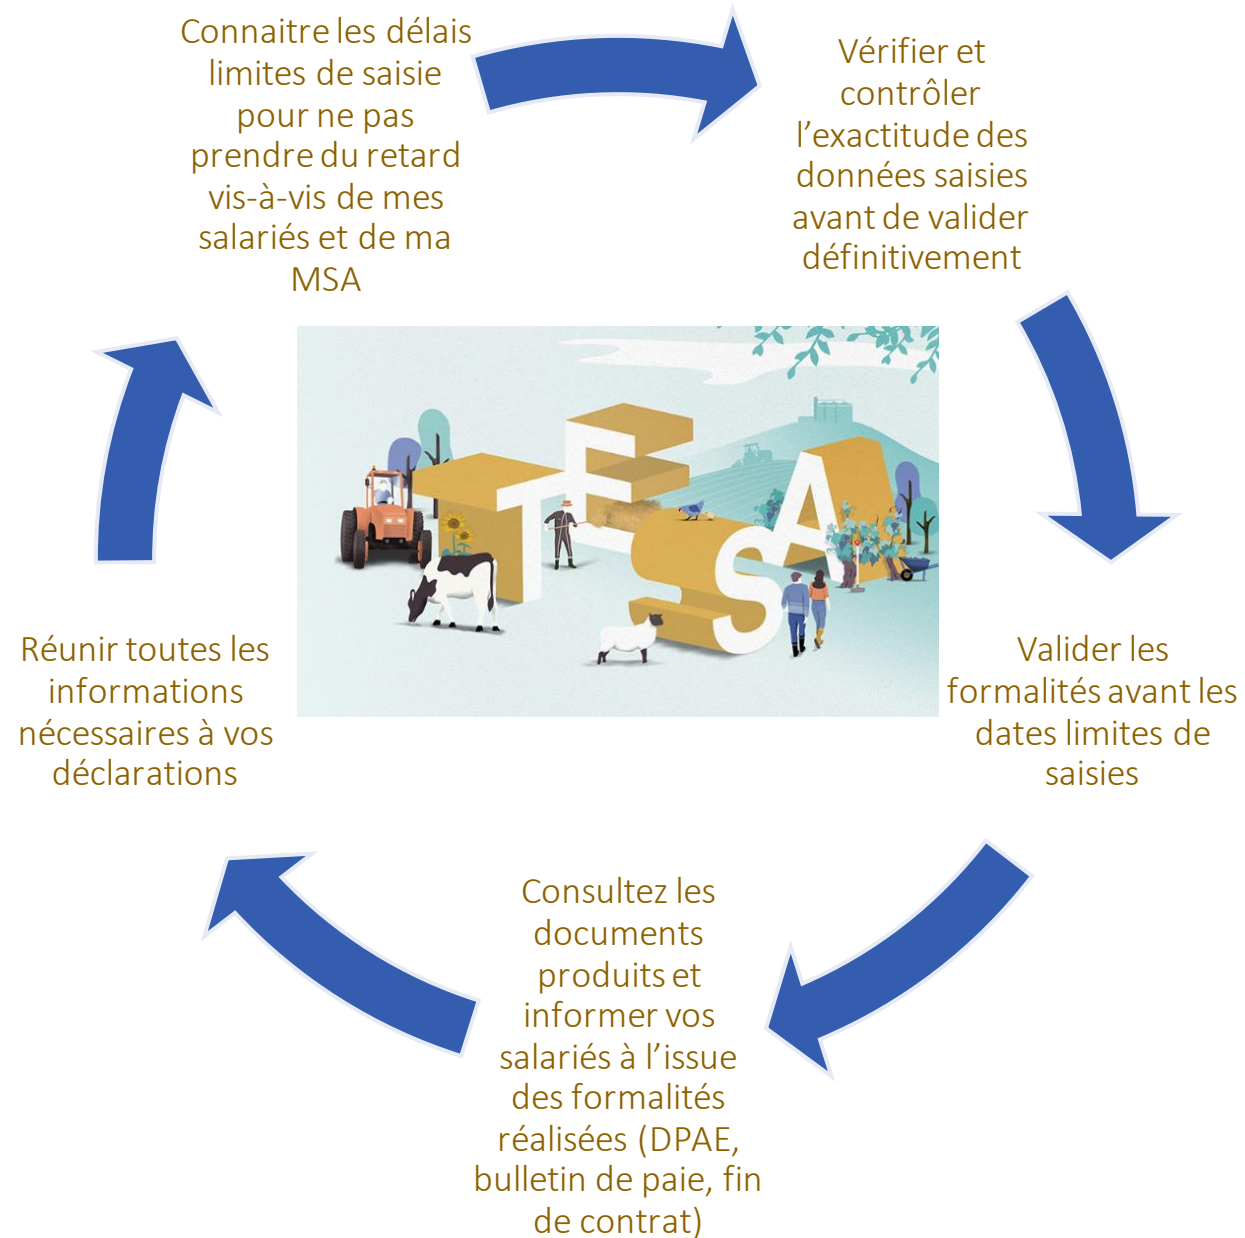 Connaitre les délais
limites de saisie
pour ne pas
prendre du retard
vis-à-vis de mes
salariés et de ma
MSA
Vérifier et
contrôler
l’exactitude des
données saisies
avant de valider
définitivement
TESA
Réunir toutes les
informations
nécessaires à vos
déclarations
Valider les
formalités avant les
dates limites de
saisies
Consultez les
documents
produits et
informer vos
salariés à l’issue
des formalités
réalisées (DPAE,
bulletin de paie, fin
de contrat)